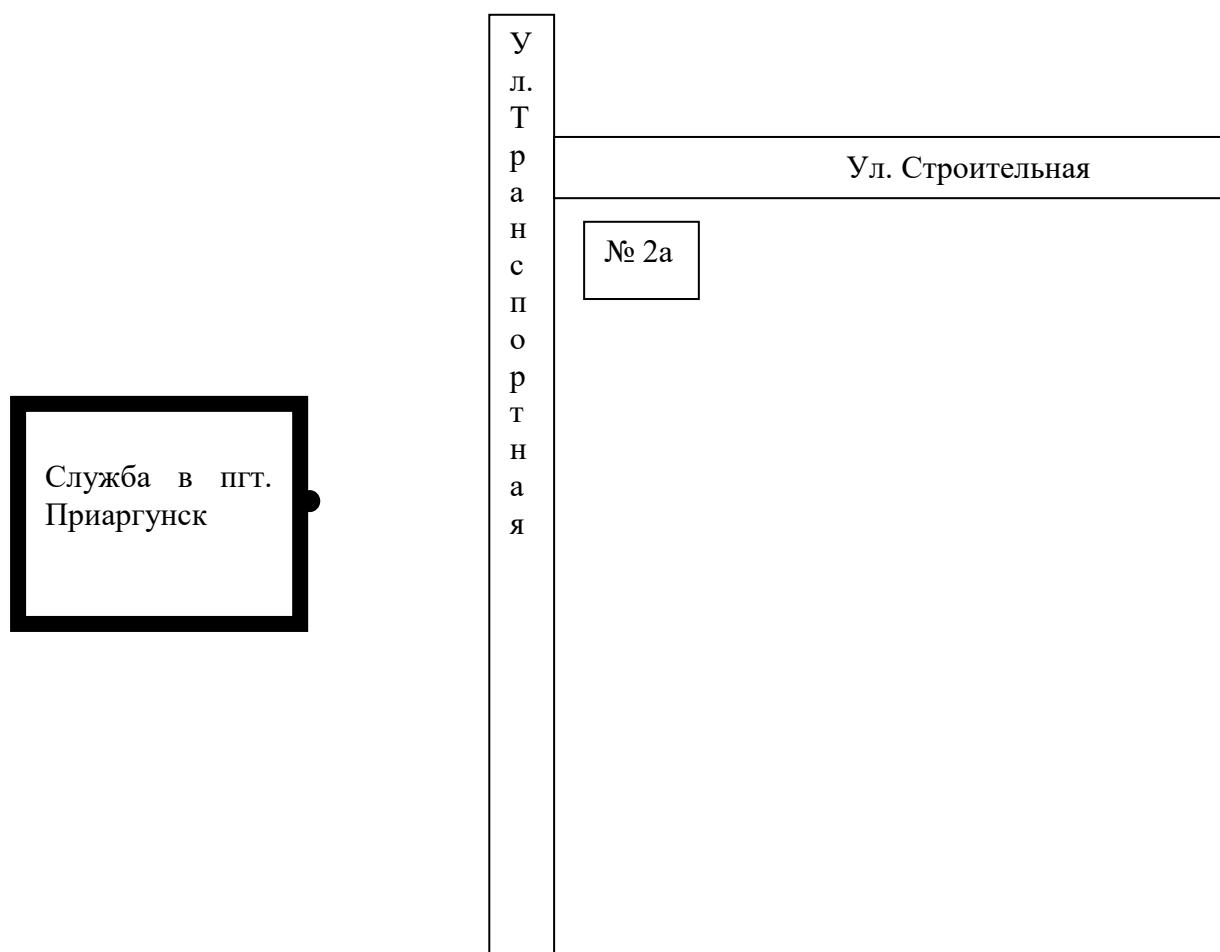 Ул. Транспортная
Ул. Строительная
№ 2а
Служба в пгт.
Приаргунск